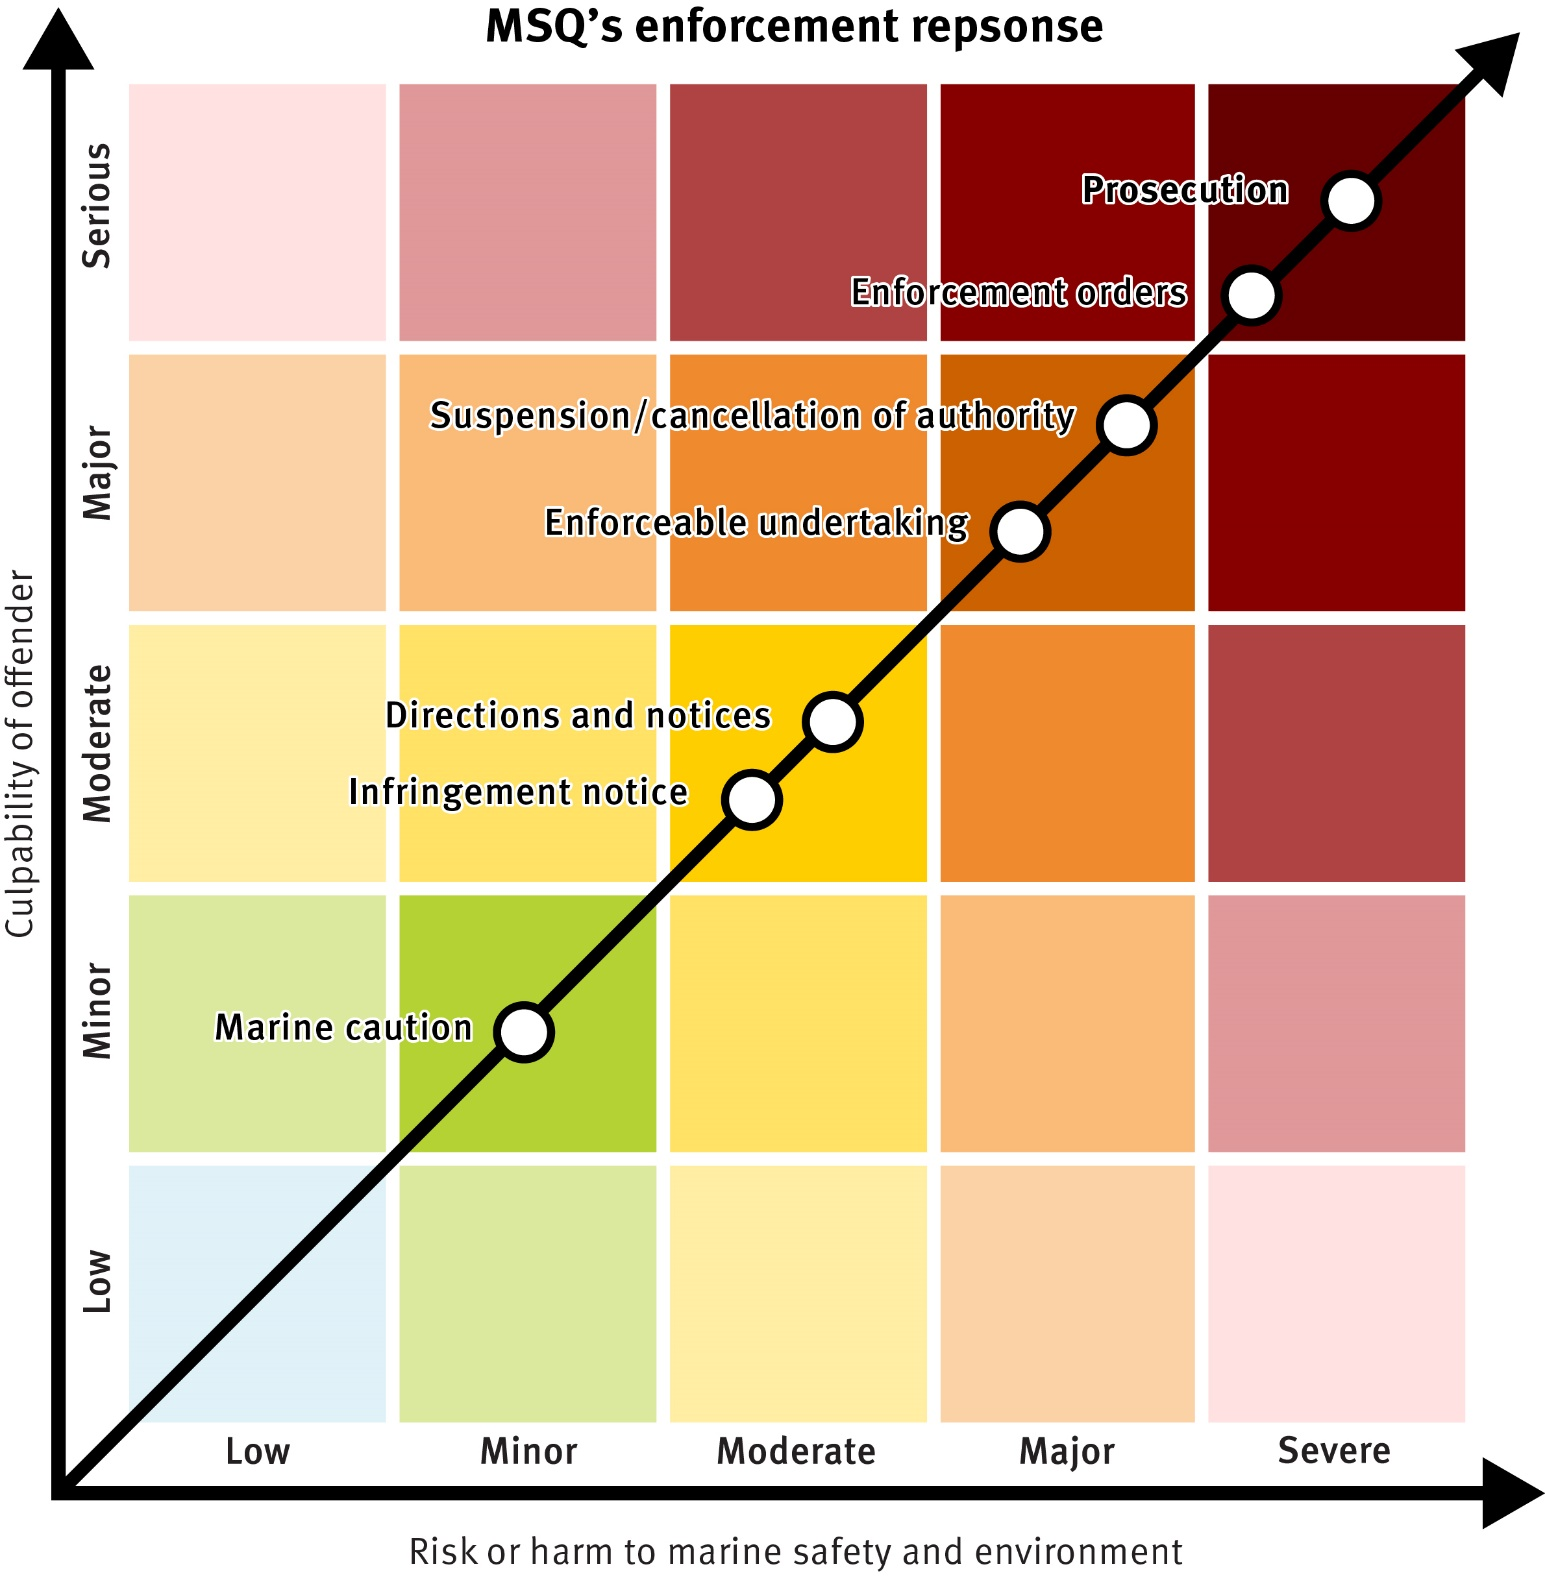 MSQ’s enforcement repsonse
Serious
Prosecution
Enforcement orders
Major
Suspension/cancellation of authority
Enforceable undertaking
Culpability of offender
Moderate
Directions and notices
Infringement notice
Minor
Marine caution
Low
Low
Minor
Moderate
Major
Severe
Risk or harm to marine safety and environment